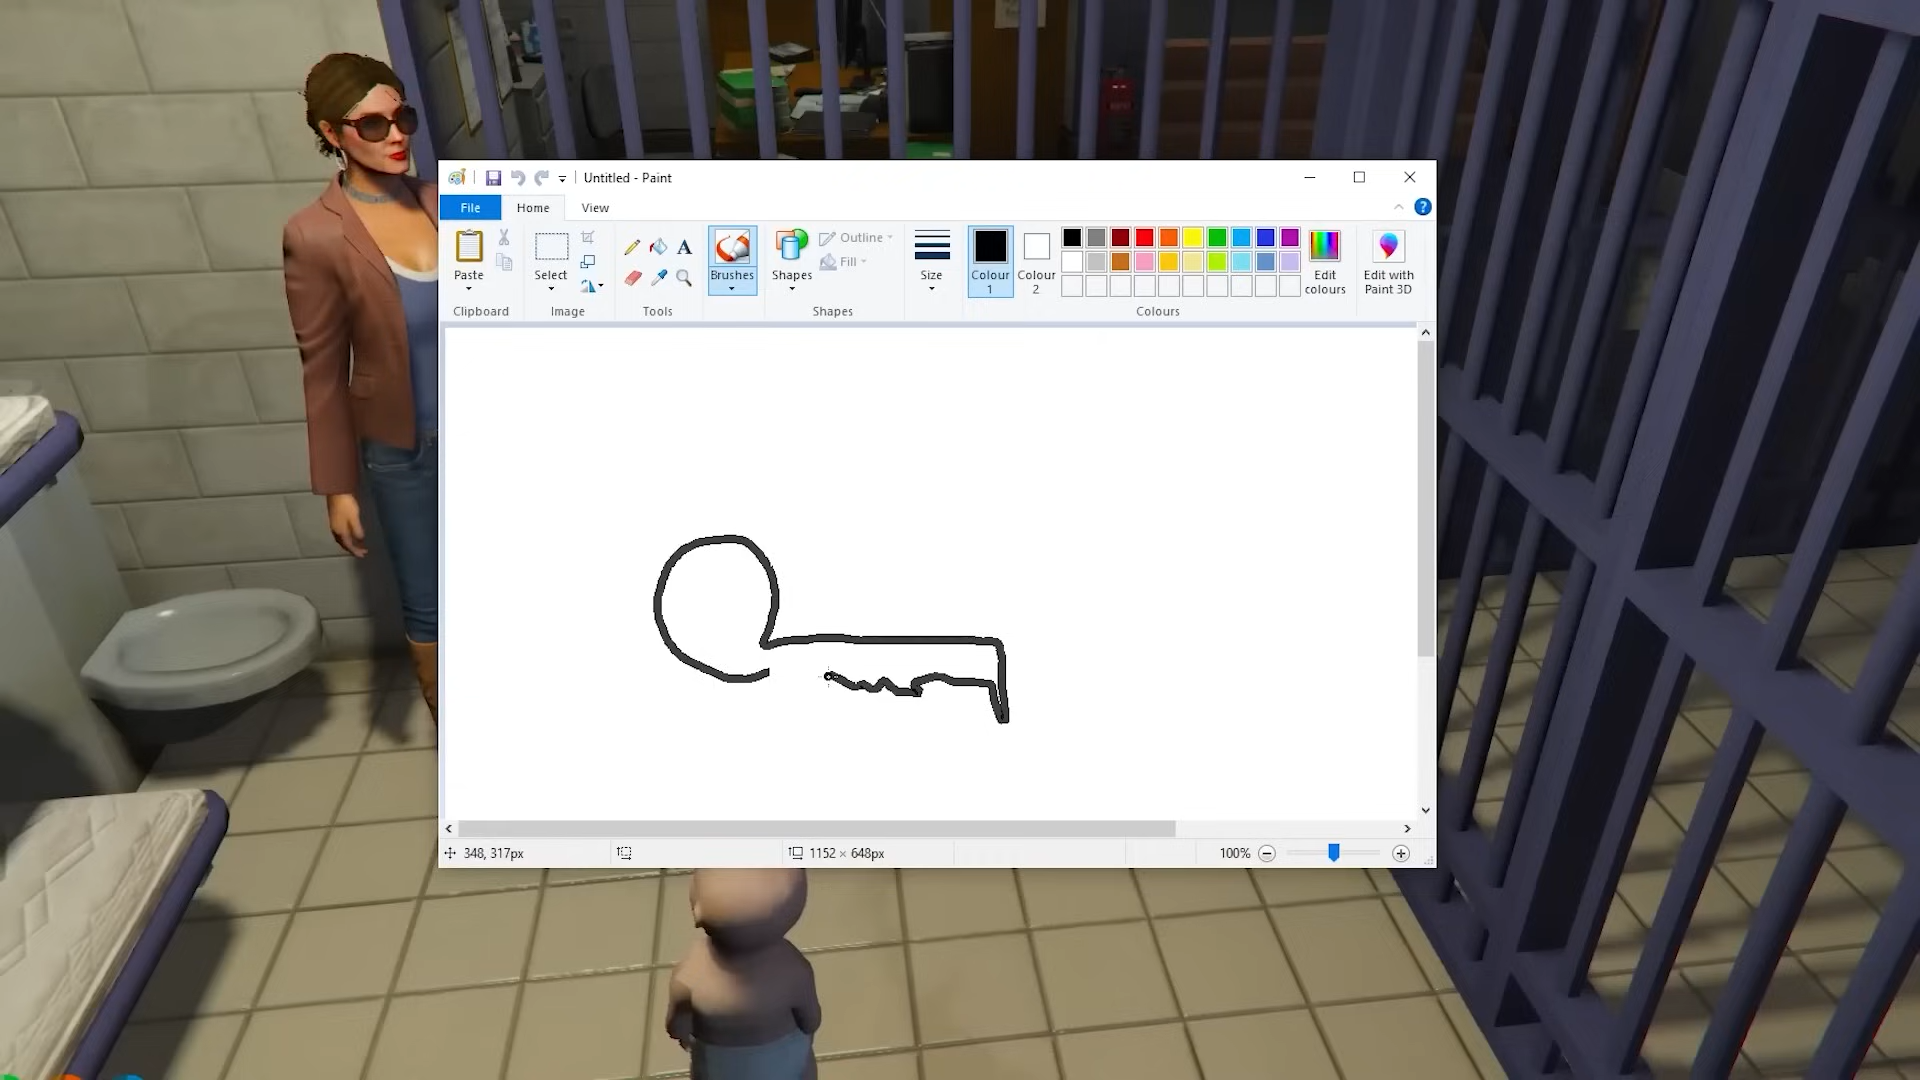 Untitled - Paint
File Home View
Paste Select Brushes Shapes Outline Fill Size Colour 1 Colour 2 Edit colours Edit with Paint 3D
Clipboard Image Tools Shapes Colours
348, 317px 1152 × 648px 100%